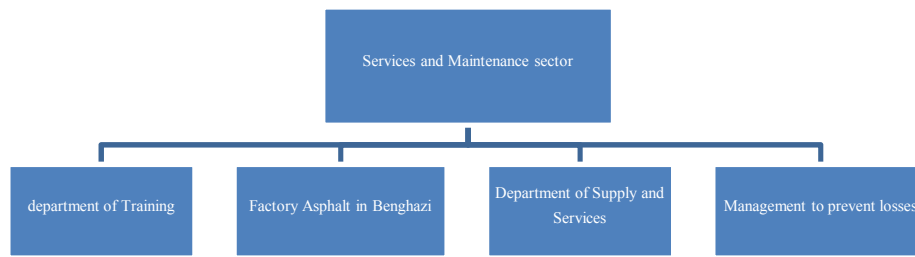 Services and Maintenance sector
department of Training
Factory Asphalt in Benghazi
Department of Supply and
Services
Management to prevent losses